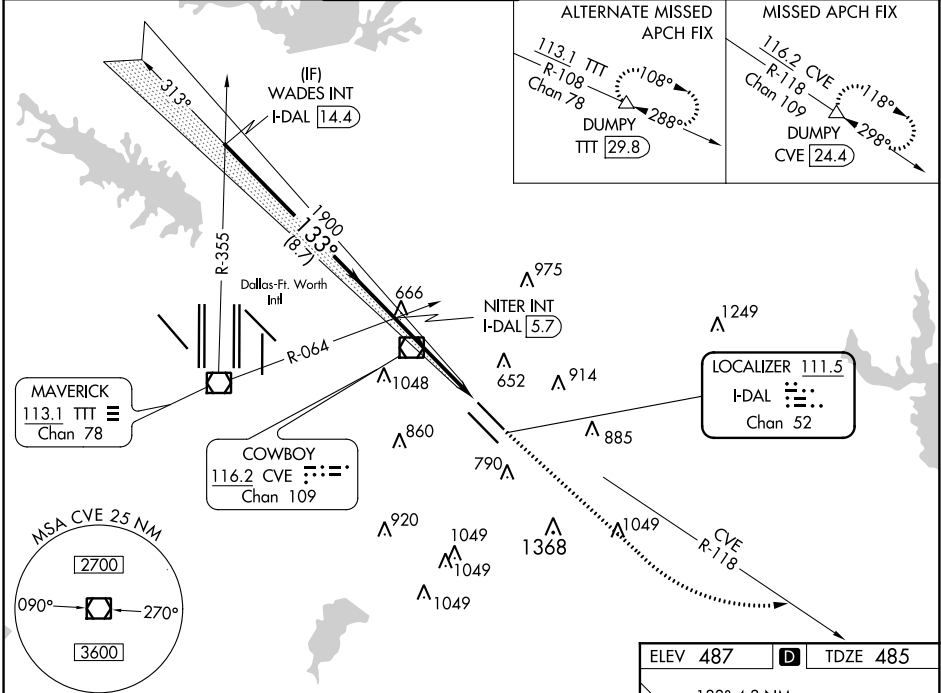 ALTERNATE MISSED
APCH FIX
113.1 TTT
R-108
Chan 78
108°
288°
DUMPY
TTT 29.8
MISSED APCH FIX
116.2 CVE
R-118
Chan 109
118°
298°
DUMPY
CVE 24.4
313°
(IF)
WADES INT
I-DAL 14.4
R-355
1900
133°
(8.7)
Dallas-Ft. Worth
Intl
666
975
NITER INT
I-DAL 5.7
1249
R-064
652
914
1048
LOCALIZER 111.5
I-DAL
Chan 52
MAVERICK
113.1 TTT
Chan 78
860
885
COWBOY
116.2 CVE
Chan 109
790
920
1049
1049
1049
1368
1049
CVE
R-118
MSA CVE 25 NM
2700
090°
270°
3600
ELEV 487 D TDZE 485